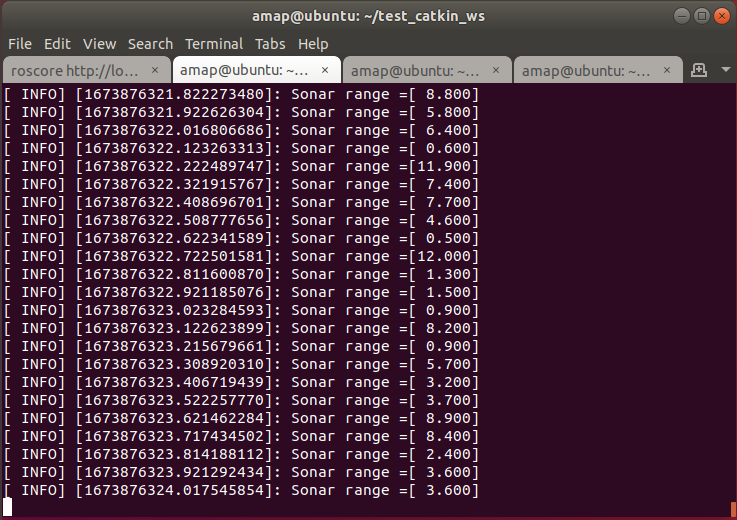 amap@ubuntu: ~/test_catkin_ws
File Edit View Search Terminal Tabs Help
roscore http://lo... × amap@ubuntu: ~... × amap@ubuntu: ~... × amap@ubuntu: ~... ×
[ INFO] [1673876321.822273480]: Sonar range =[ 8.800]
[ INFO] [1673876321.922626304]: Sonar range =[ 5.800]
[ INFO] [1673876322.016806686]: Sonar range =[ 6.400]
[ INFO] [1673876322.123263313]: Sonar range =[ 0.600]
[ INFO] [1673876322.222489747]: Sonar range =[11.900]
[ INFO] [1673876322.321915767]: Sonar range =[ 7.400]
[ INFO] [1673876322.408696701]: Sonar range =[ 7.700]
[ INFO] [1673876322.508777656]: Sonar range =[ 4.600]
[ INFO] [1673876322.622341589]: Sonar range =[ 0.500]
[ INFO] [1673876322.722501581]: Sonar range =[12.000]
[ INFO] [1673876322.811600870]: Sonar range =[ 1.300]
[ INFO] [1673876322.921185076]: Sonar range =[ 1.500]
[ INFO] [1673876323.023284593]: Sonar range =[ 0.900]
[ INFO] [1673876323.122623899]: Sonar range =[ 8.200]
[ INFO] [1673876323.215679661]: Sonar range =[ 0.900]
[ INFO] [1673876323.308920310]: Sonar range =[ 5.700]
[ INFO] [1673876323.406719439]: Sonar range =[ 3.200]
[ INFO] [1673876323.522257770]: Sonar range =[ 3.700]
[ INFO] [1673876323.621462284]: Sonar range =[ 8.900]
[ INFO] [1673876323.717434502]: Sonar range =[ 8.400]
[ INFO] [1673876323.814188112]: Sonar range =[ 2.400]
[ INFO] [1673876323.921292434]: Sonar range =[ 3.600]
[ INFO] [1673876324.017545854]: Sonar range =[ 3.600]